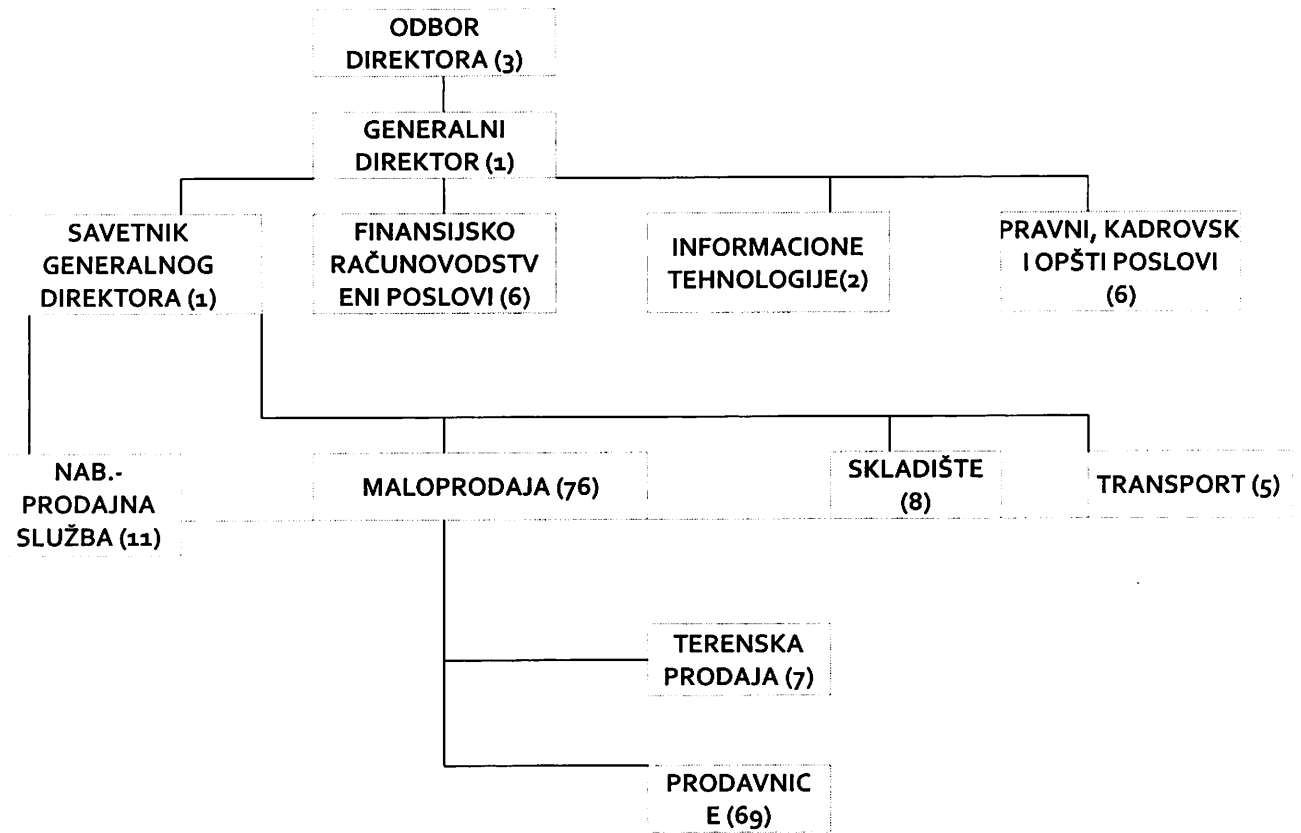 ODBOR
DIREKTORA (3)
GENERALNI
DIREKTOR (1)
SAVETNIK
GENERALNOG
DIREKTORA (1)
FINANSIJSKO
RAČUNOVODSTV
ENI POSLOVI (6)
INFORMACIONE
TEHNOLOGIJE(2)
PRAVNI, KADROVSK
I OPŠTI POSLOVI
(6)
NAB.-
PRODAJNA
SLUŽBA (11)
MALOPRODAJA (76)
SKLADIŠTE
(8)
TRANSPORT (5)
TERENSKA
PRODAJA (7)
PRODAVNIC
E (69)